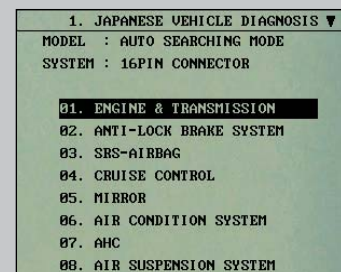 1. JAPANESE VEHICLE DIAGNOSIS ▼
MODEL : AUTO SEARCHING MODE
SYSTEM : 16PIN CONNECTOR
01. ENGINE & TRANSMISSION
02. ANTI-LOCK BRAKE SYSTEM
03. SRS-AIRBAG
04. CRUISE CONTROL
05. MIRROR
06. AIR CONDITION SYSTEM
07. AHC
08. AIR SUSPENSION SYSTEM